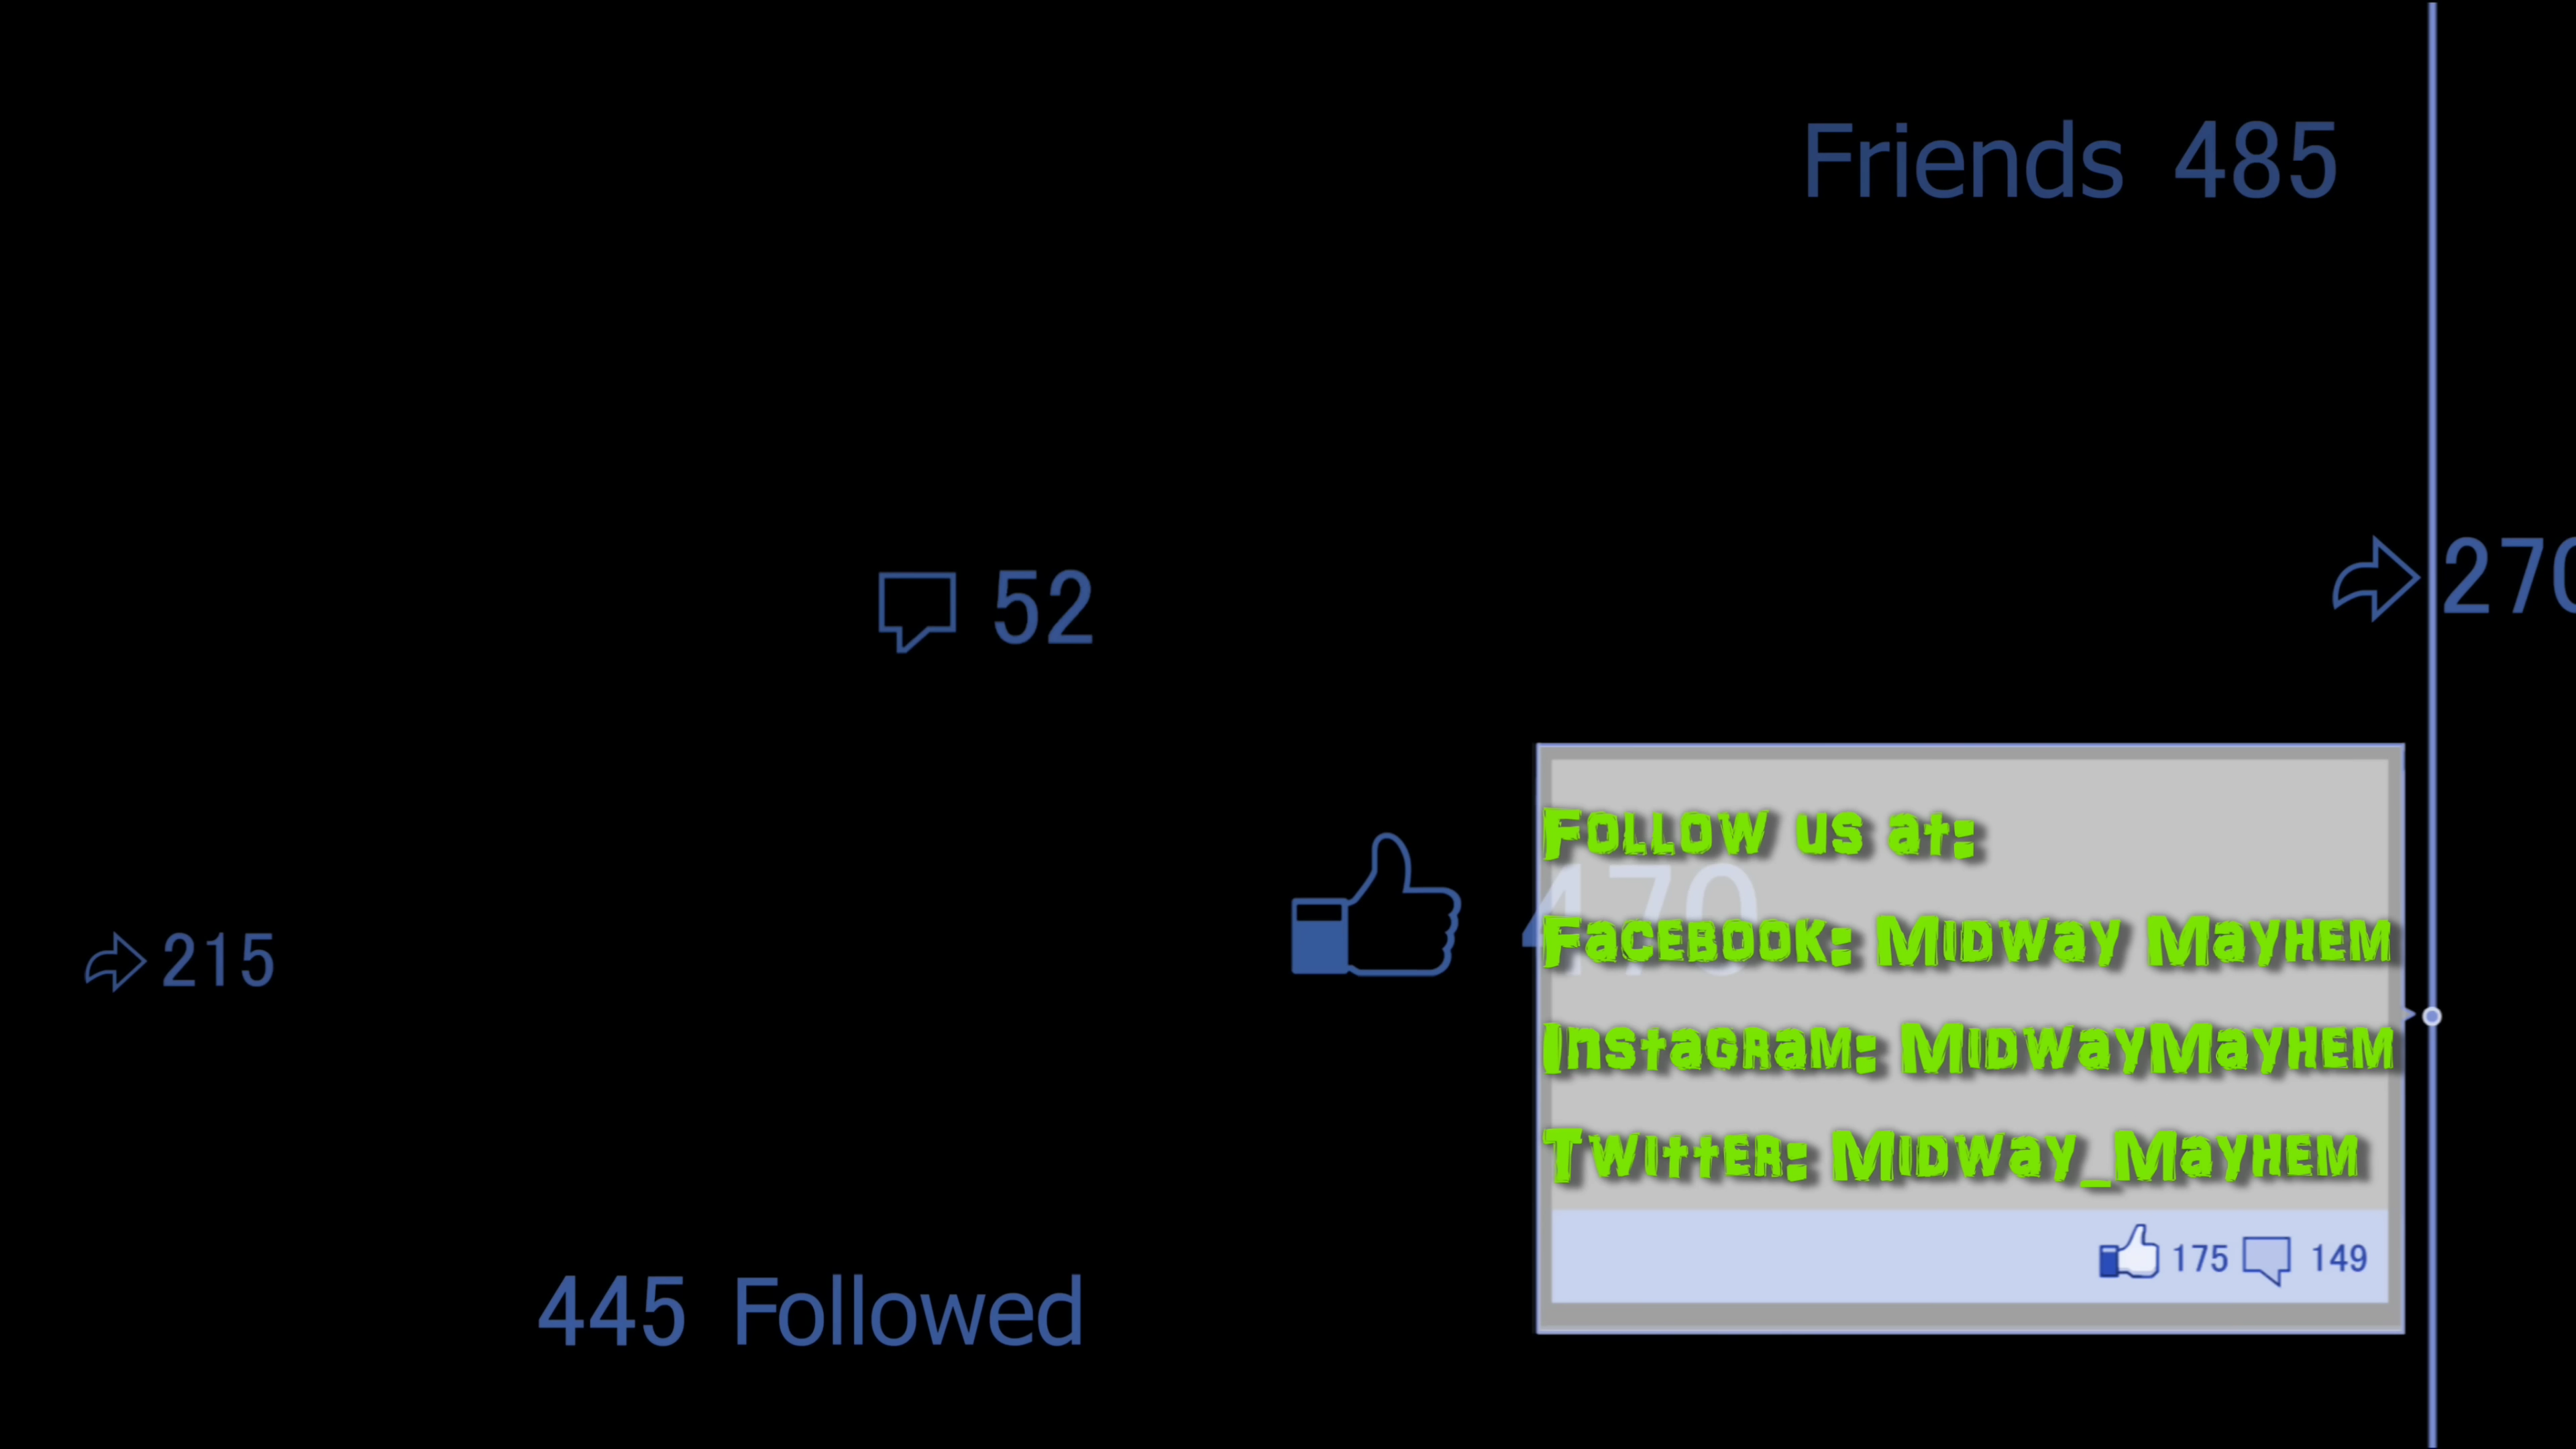 Friends 485
52
270
Follow us at:
470
Facebook: Midway Mayhem
215
Instagram: MidwayMayhem
Twitter: Midway_Mayhem
175 149
445 Followed